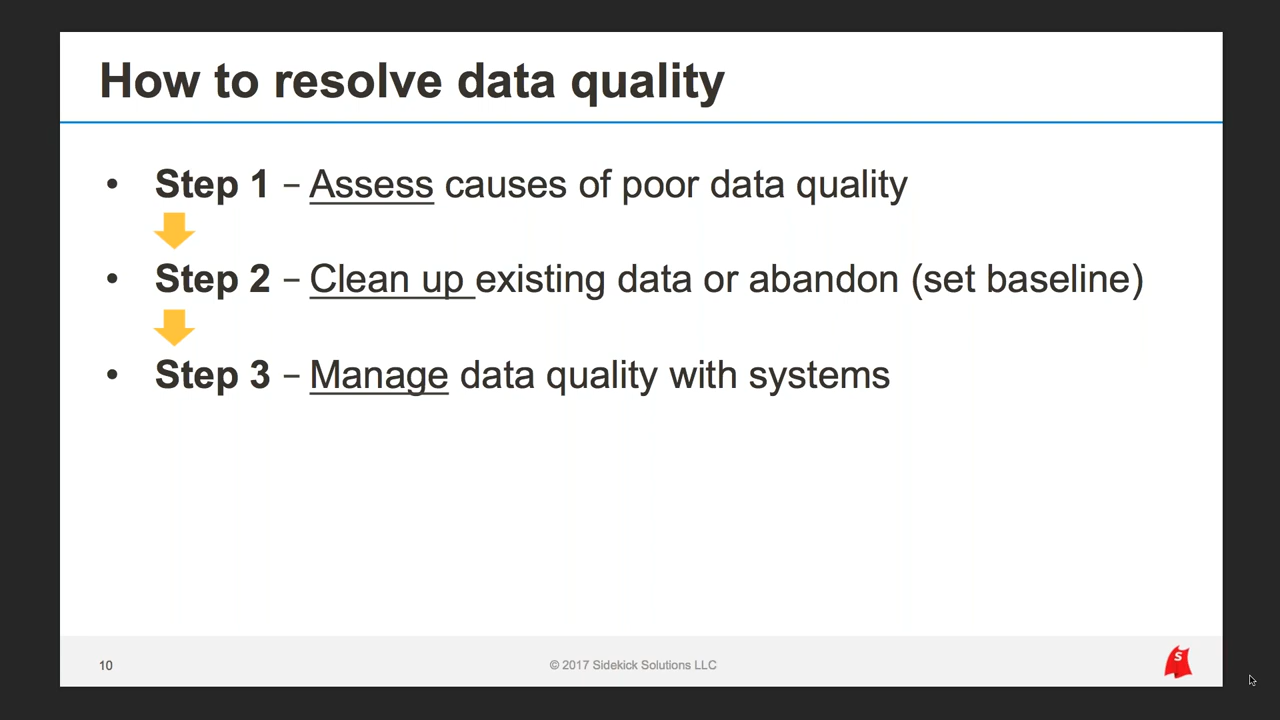 How to resolve data quality
• Step 1 – Assess causes of poor data quality
• Step 2 – Clean up existing data or abandon (set baseline)
• Step 3 – Manage data quality with systems
10
© 2017 Sidekick Solutions LLC
S